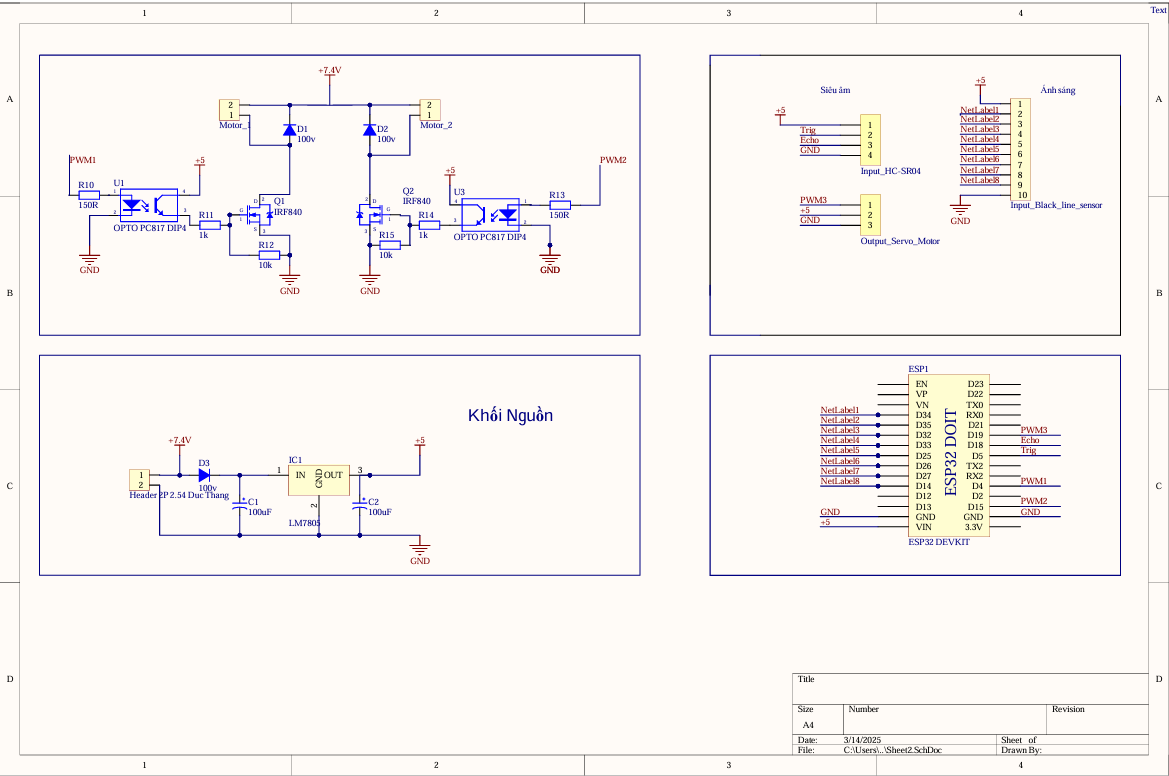 1 2 3 4 Text
A
+7.4V
2
1
Motor_1
D1
100v
D2
100v
2
1
Motor_2
PWM1
R10
150R
U1
1
2
4
3
OPTO PC817 DIP4
+5
R11
1k
Q1
IRF840
D
2
G
1
S
3
R12
10k
GND
GND
Q2
IRF840
D
2
G
1
S
3
R14
1k
R15
10k
GND
+5
U3
4
3
1
2
OPTO PC817 DIP4
R13
150R
PWM2
GND
Siêu âm
+5
Trig
Echo
GND
1
2
3
4
Input_HC-SR04
PWM3
+5
GND
1
2
3
Output_Servo_Motor
Ánh sáng
+5
NetLabel1
NetLabel2
NetLabel3
NetLabel4
NetLabel5
NetLabel6
NetLabel7
NetLabel8
GND
1
2
3
4
5
6
7
8
9
10
Input_Black_line_sensor
A
B
B
Khối Nguồn
+7.4V
1
2
Header 2P 2.54 Duc Thang
D3
100v
C1
100uF
IC1
1
IN
GND
OUT
3
2
LM7805
C2
100uF
+5
GND
ESP1
NetLabel1
NetLabel2
NetLabel3
NetLabel4
NetLabel5
NetLabel6
NetLabel7
NetLabel8
GND
+5
EN
VP
VN
D34
D35
D32
D33
D25
D26
D27
D14
D12
D13
GND
VIN
ESP32 DOIT
D23
D22
TX0
RX0
D21
D19
D18
D5
TX2
RX2
D4
D2
D15
GND
3.3V
PWM3
Echo
Trig
PWM1
PWM2
GND
ESP32 DEVKIT
C
C
D
D
Title
Size
A4
Number
Revision
Date: 3/14/2025 Sheet of
File: C:\Users\..\Sheet2.SchDoc Drawn By:
1 2 3 4